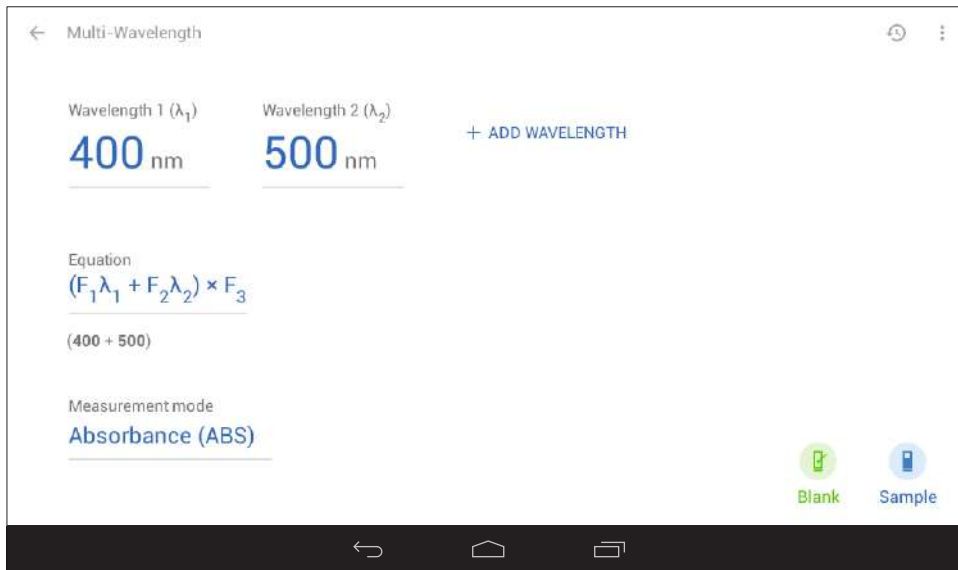 Multi-Wavelength
Wavelength 1 (λ₁)
Wavelength 2 (λ₂)
400 nm
500 nm
+ ADD WAVELENGTH
Equation
(F₁λ₁ + F₂λ₂) × F₃
(400 + 500)
Measurement mode
Absorbance (ABS)
Blank
Sample